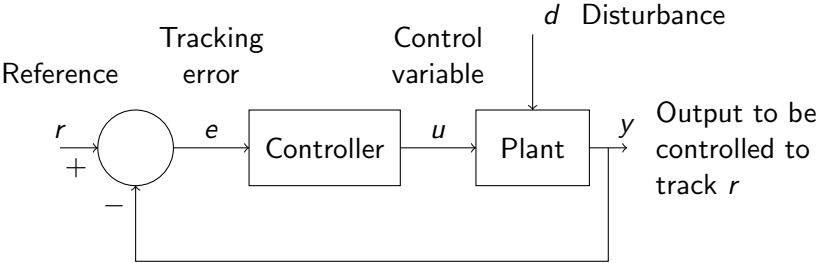 d Disturbance
Tracking
error
Control
variable
Reference
r
+
e
Controller
u
Plant
y
Output to be
controlled to
track r
−